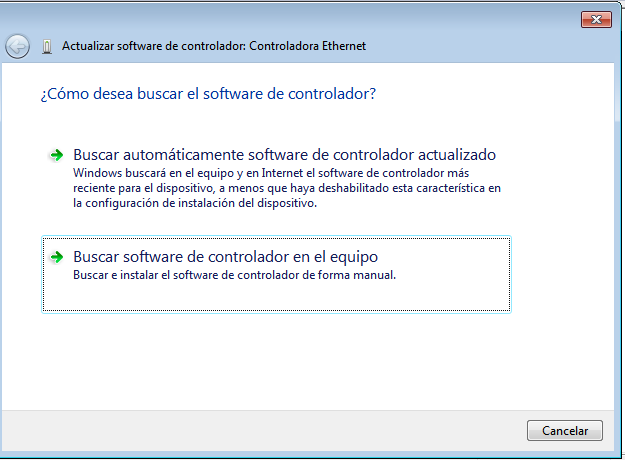 Actualizar software de controlador: Controladora Ethernet
¿Cómo desea buscar el software de controlador?
Buscar automáticamente software de controlador actualizado
Windows buscará en el equipo y en Internet el software de controlador más
reciente para el dispositivo, a menos que haya deshabilitado esta característica en
la configuración de instalación del dispositivo.
Buscar software de controlador en el equipo
Buscar e instalar el software de controlador de forma manual.
Cancelar